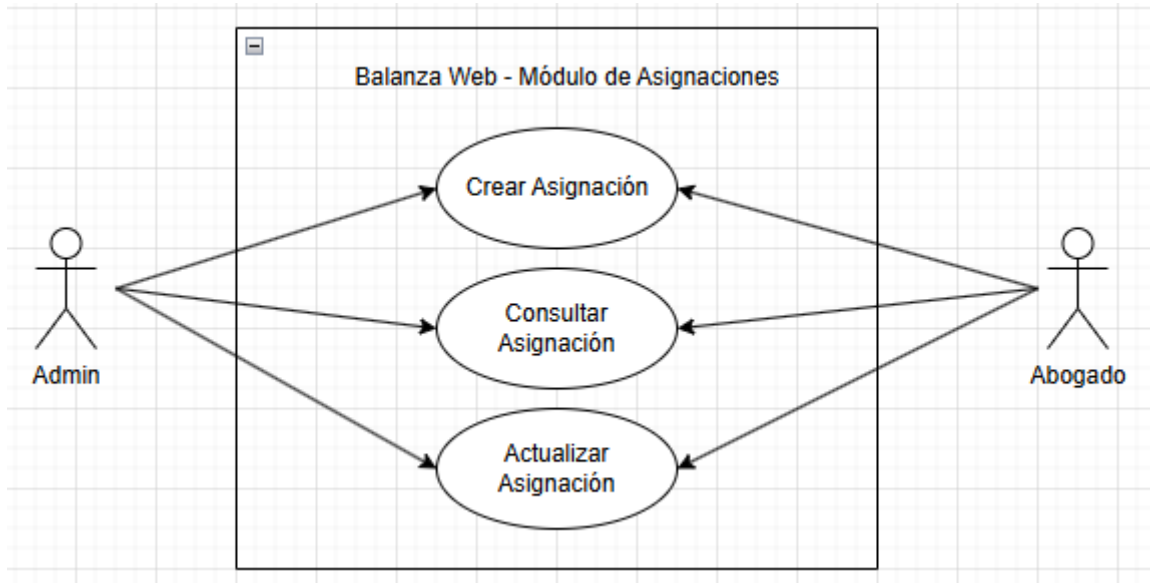 Balanza Web - Módulo de Asignaciones
Crear Asignación
Consultar
Asignación
Admin
Abogado
Actualizar
Asignación